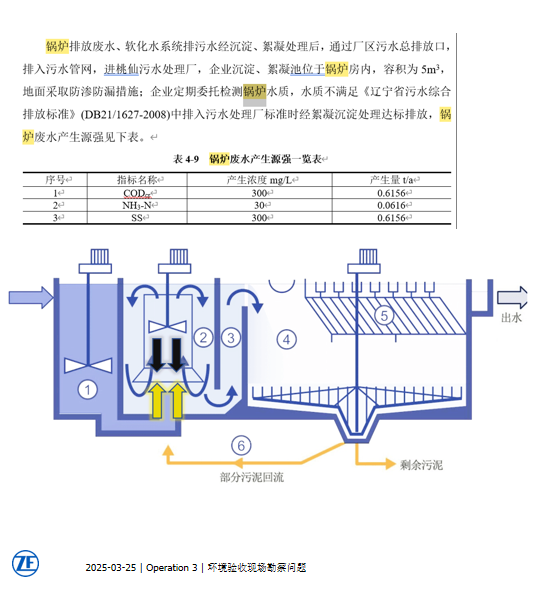 锅炉排放废水、软化水系统排污水经沉淀、絮凝处理后，通过厂区污水总排放口，
排入污水管网，进桃仙污水处理厂，企业沉淀、絮凝池位于锅炉房内，容积为 5m³，
地面采取防渗防漏措施；企业定期委托检测锅炉水质，水质不满足《辽宁省污水综合
排放标准》(DB21/1627-2008)中排入污水处理厂标准时经絮凝沉淀处理达标排放，锅
炉废水产生源强见下表。
表 4-9 锅炉废水产生源强一览表
序号 指标名称 产生浓度 mg/L 产生量 t/a
1 CODcr 300 0.6156
2 NH3-N 30 0.0616
3 SS 300 0.6156
① ② ③ ④ ⑤ 出水
⑥
部分污泥回流 剩余污泥
ZF 2025-03-25 | Operation 3 | 环境验收现场勘察问题